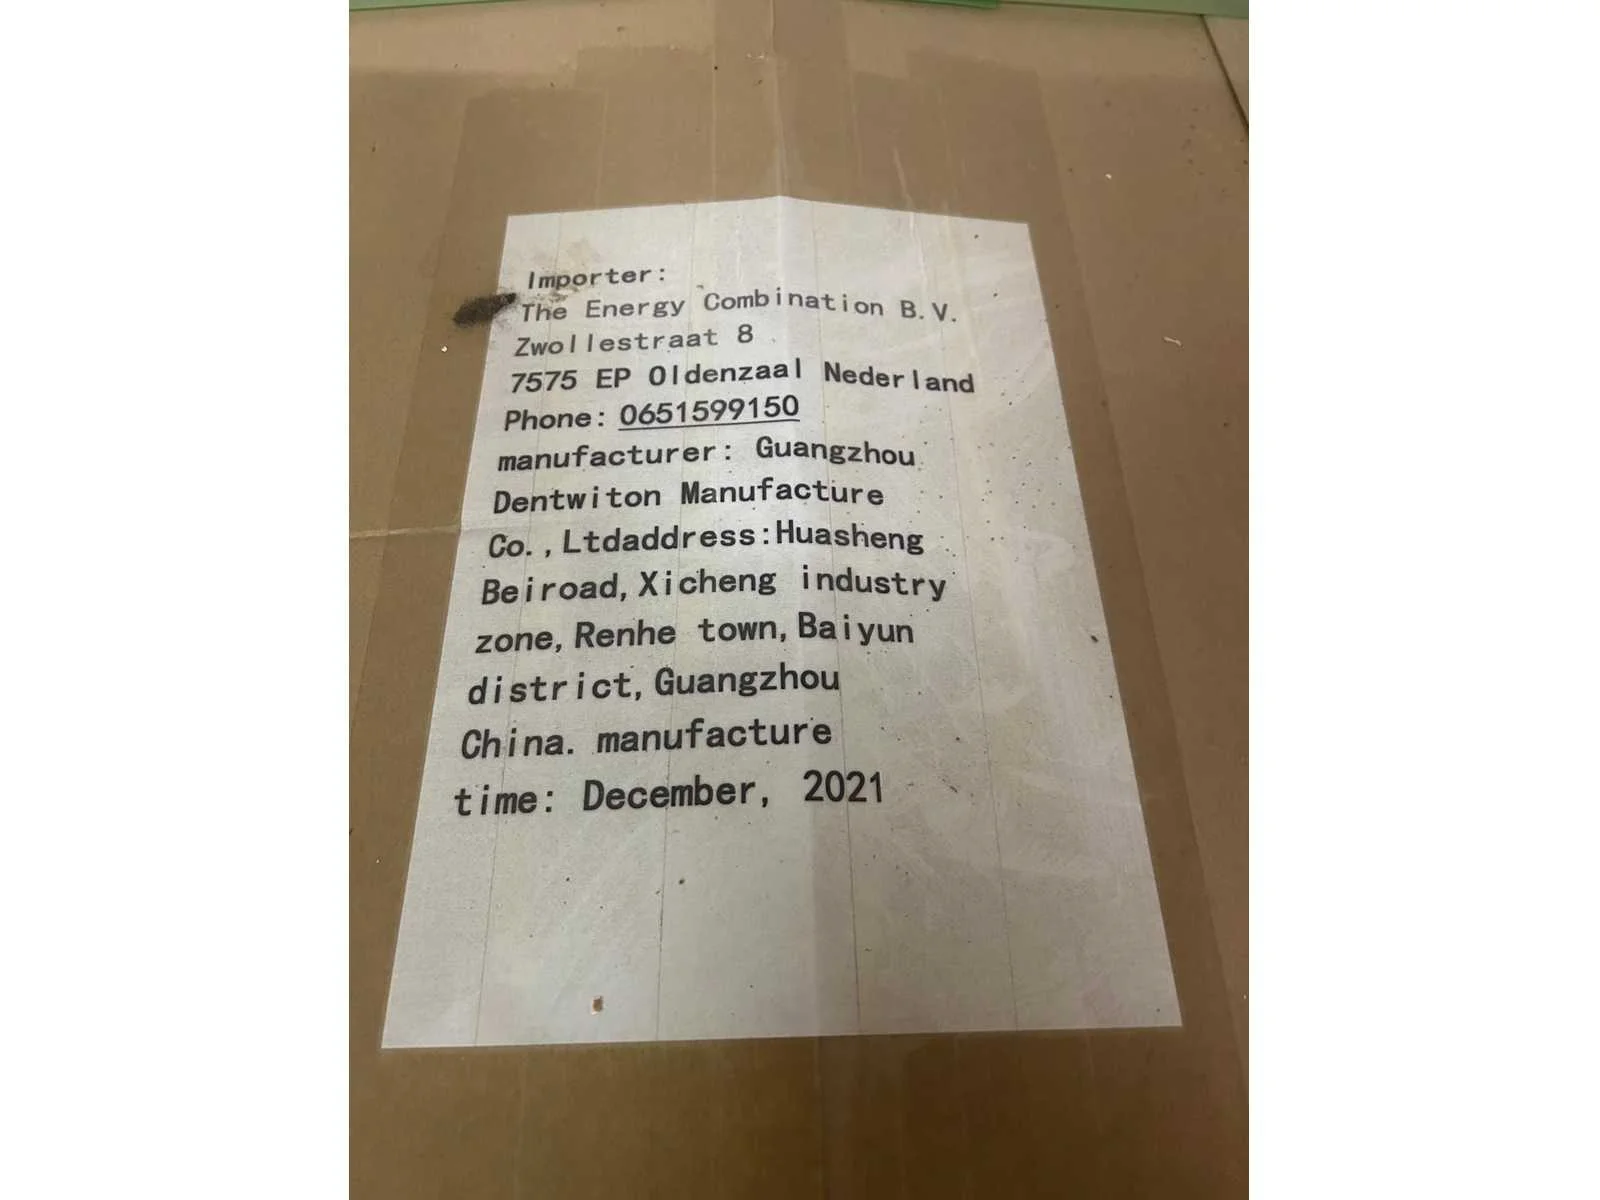 Importer:
The Energy Combination B.V.
Zwollestraat 8
7575 EP Oldenzaal Nederland
Phone: 0651599150
manufacturer: Guangzhou
Dentwiton Manufacture
Co.,Ltdaddress:Huasheng
Beiroad,Xicheng industry
zone,Renhe town,Baiyun
district,Guangzhou
China. manufacture
time: December, 2021